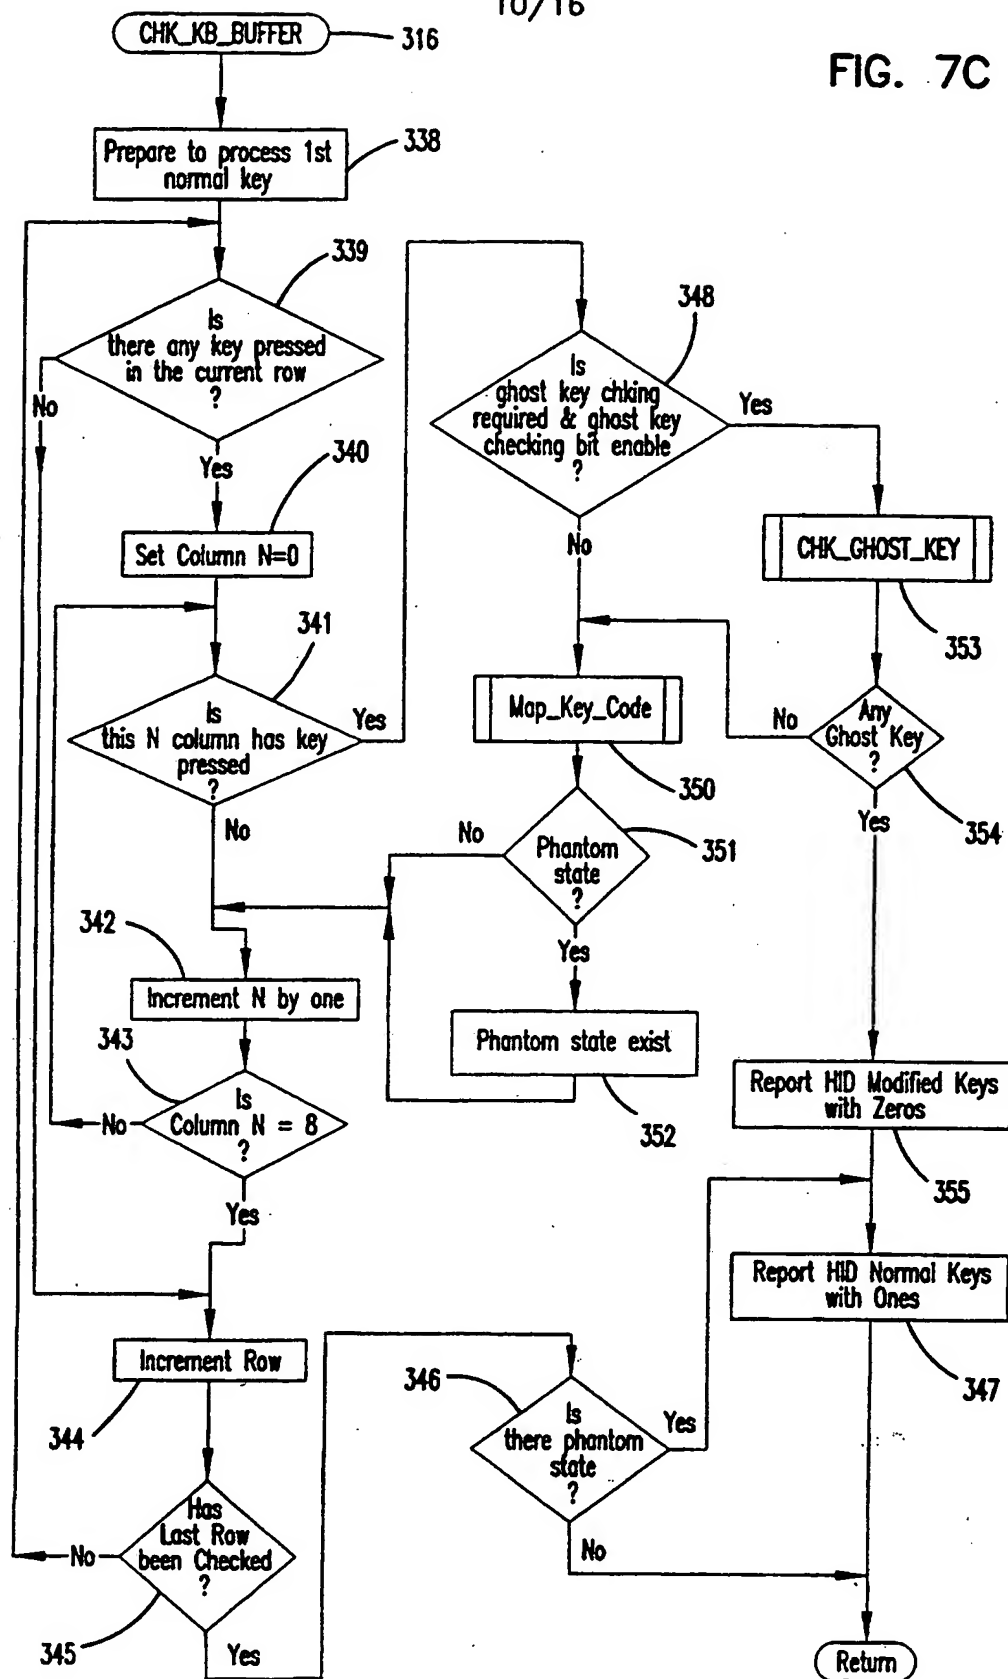 10/16
FIG. 7C
CHK_KB_BUFFER
316
Prepare to process 1st
normal key
338
339
Is
there any key pressed
in the current row
?
No
Yes
340
Set Column N=0
341
Is
this N column has key
pressed
?
Yes
No
342
Increment N by one
343
Is
Column N = 8
?
No
Yes
Increment Row
344
Has
Last Row
been Checked
?
No
345
Yes
348
Is
ghost key chking
required & ghost key
checking bit enable
?
Yes
No
CHK_GHOST_KEY
353
Map_Key_Code
350
Any
Ghost Key
?
No
354
Yes
Phantom
state
?
351
No
Yes
Phantom state exist
352
Report HID Modified Keys
with Zeros
355
Report HID Normal Keys
with Ones
347
346
Is
there phantom
state
?
Yes
No
Return